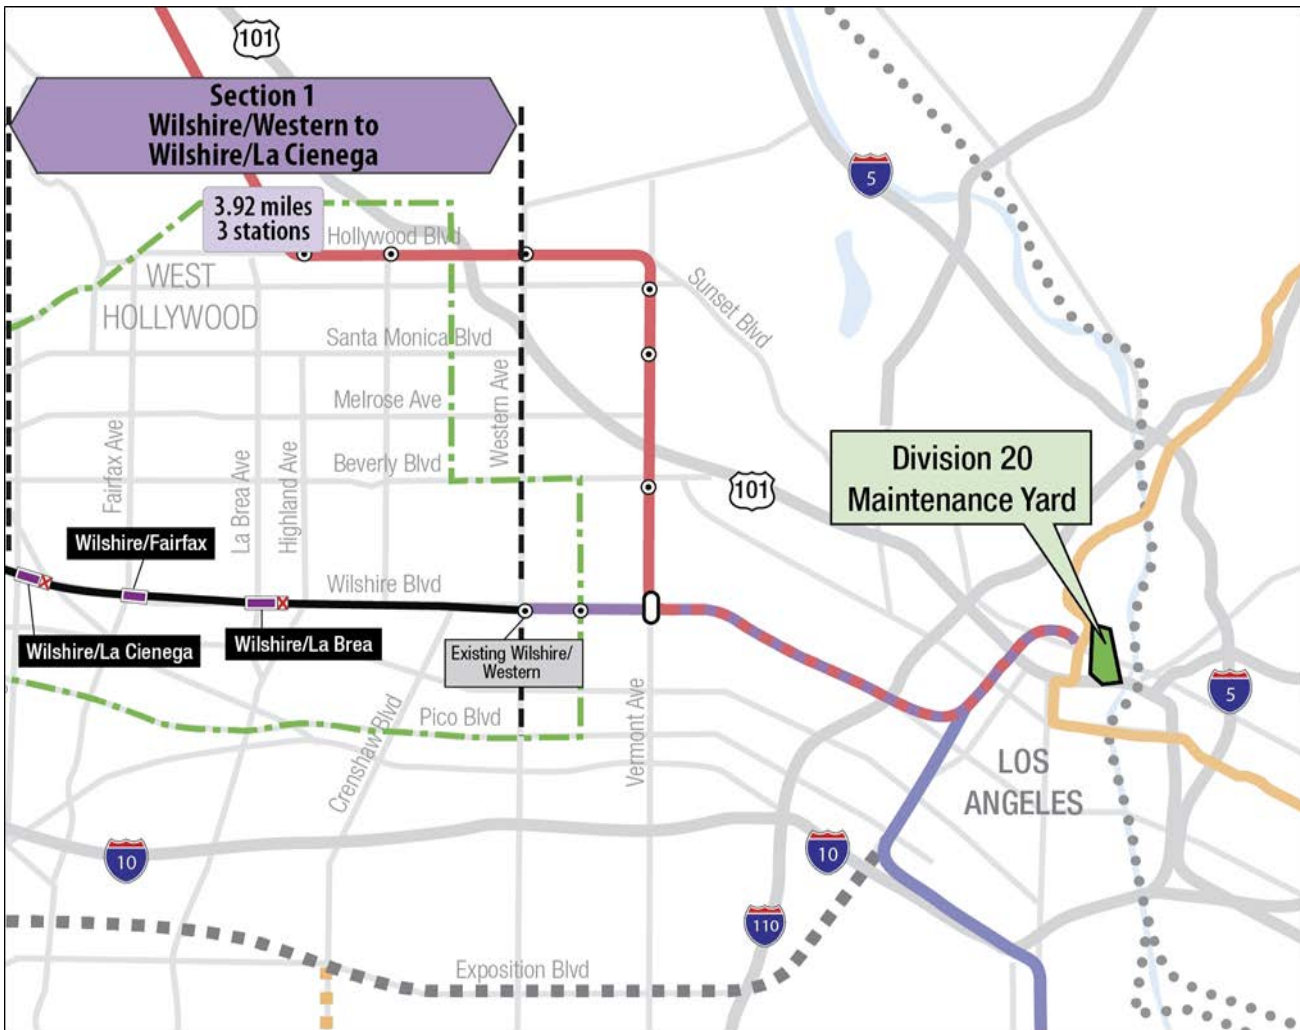 101
Section 1
Wilshire/Western to
Wilshire/La Cienega
3.92 miles
3 stations
Hollywood Blvd
5
WEST
HOLLYWOOD
Sunset Blvd
Santa Monica Blvd
Western Ave
Melrose Ave
Fairfax Ave
La Brea Ave
Highland Ave
Beverly Blvd
Division 20
Maintenance Yard
101
Wilshire/Fairfax
Wilshire Blvd
Wilshire/La Cienega
Wilshire/La Brea
Existing Wilshire/
Western
5
Pico Blvd
Crenshaw Blvd
Vermont Ave
LOS
ANGELES
10
10
110
Exposition Blvd